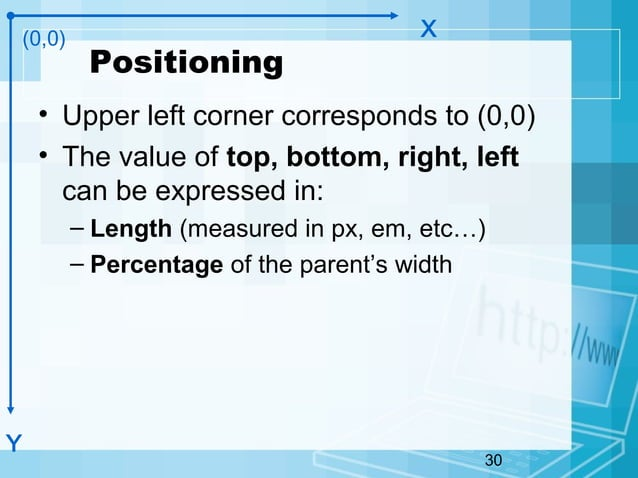 (0,0)
X
Positioning
• Upper left corner corresponds to (0,0)
• The value of top, bottom, right, left
can be expressed in:
– Length (measured in px, em, etc…)
– Percentage of the parent’s width
http://www
Y
30